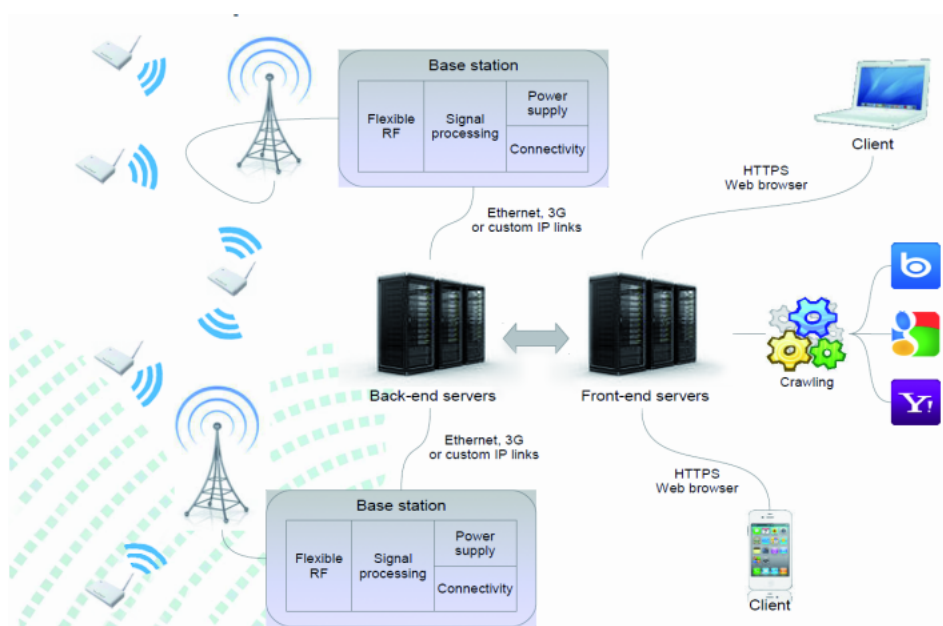 Base station
Flexible
RF
Signal
processing
Power
supply
Connectivity
Client
HTTPS
Web browser
Ethernet, 3G
or custom IP links
Back-end servers
Front-end servers
Crawling
b
g
Y!
Ethernet, 3G
or custom IP links
HTTPS
Web browser
Base station
Flexible
RF
Signal
processing
Power
supply
Connectivity
Client